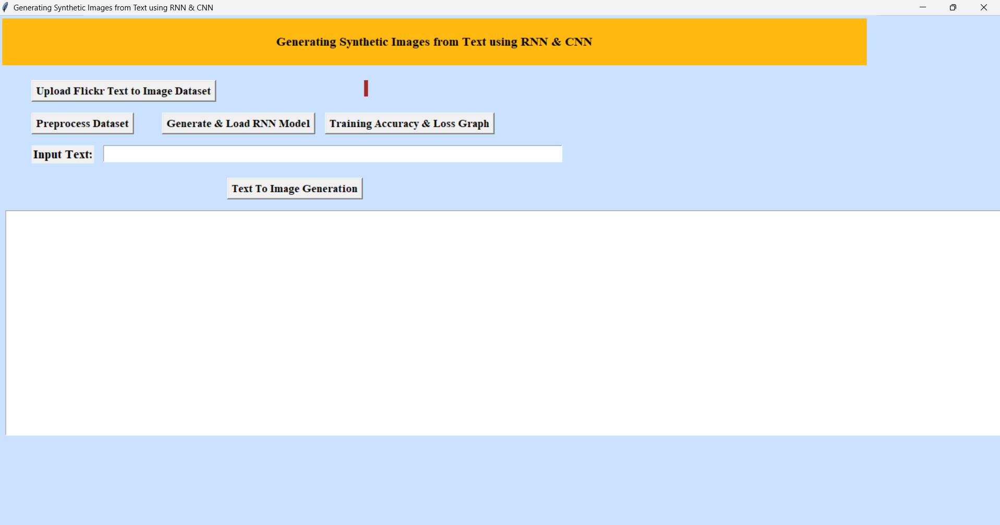 Generating Synthetic Images from Text using RNN & CNN
Generating Synthetic Images from Text using RNN & CNN
Upload Flickr Text to Image Dataset
Preprocess Dataset
Generate & Load RNN Model
Training Accuracy & Loss Graph
Input Text:
Text To Image Generation